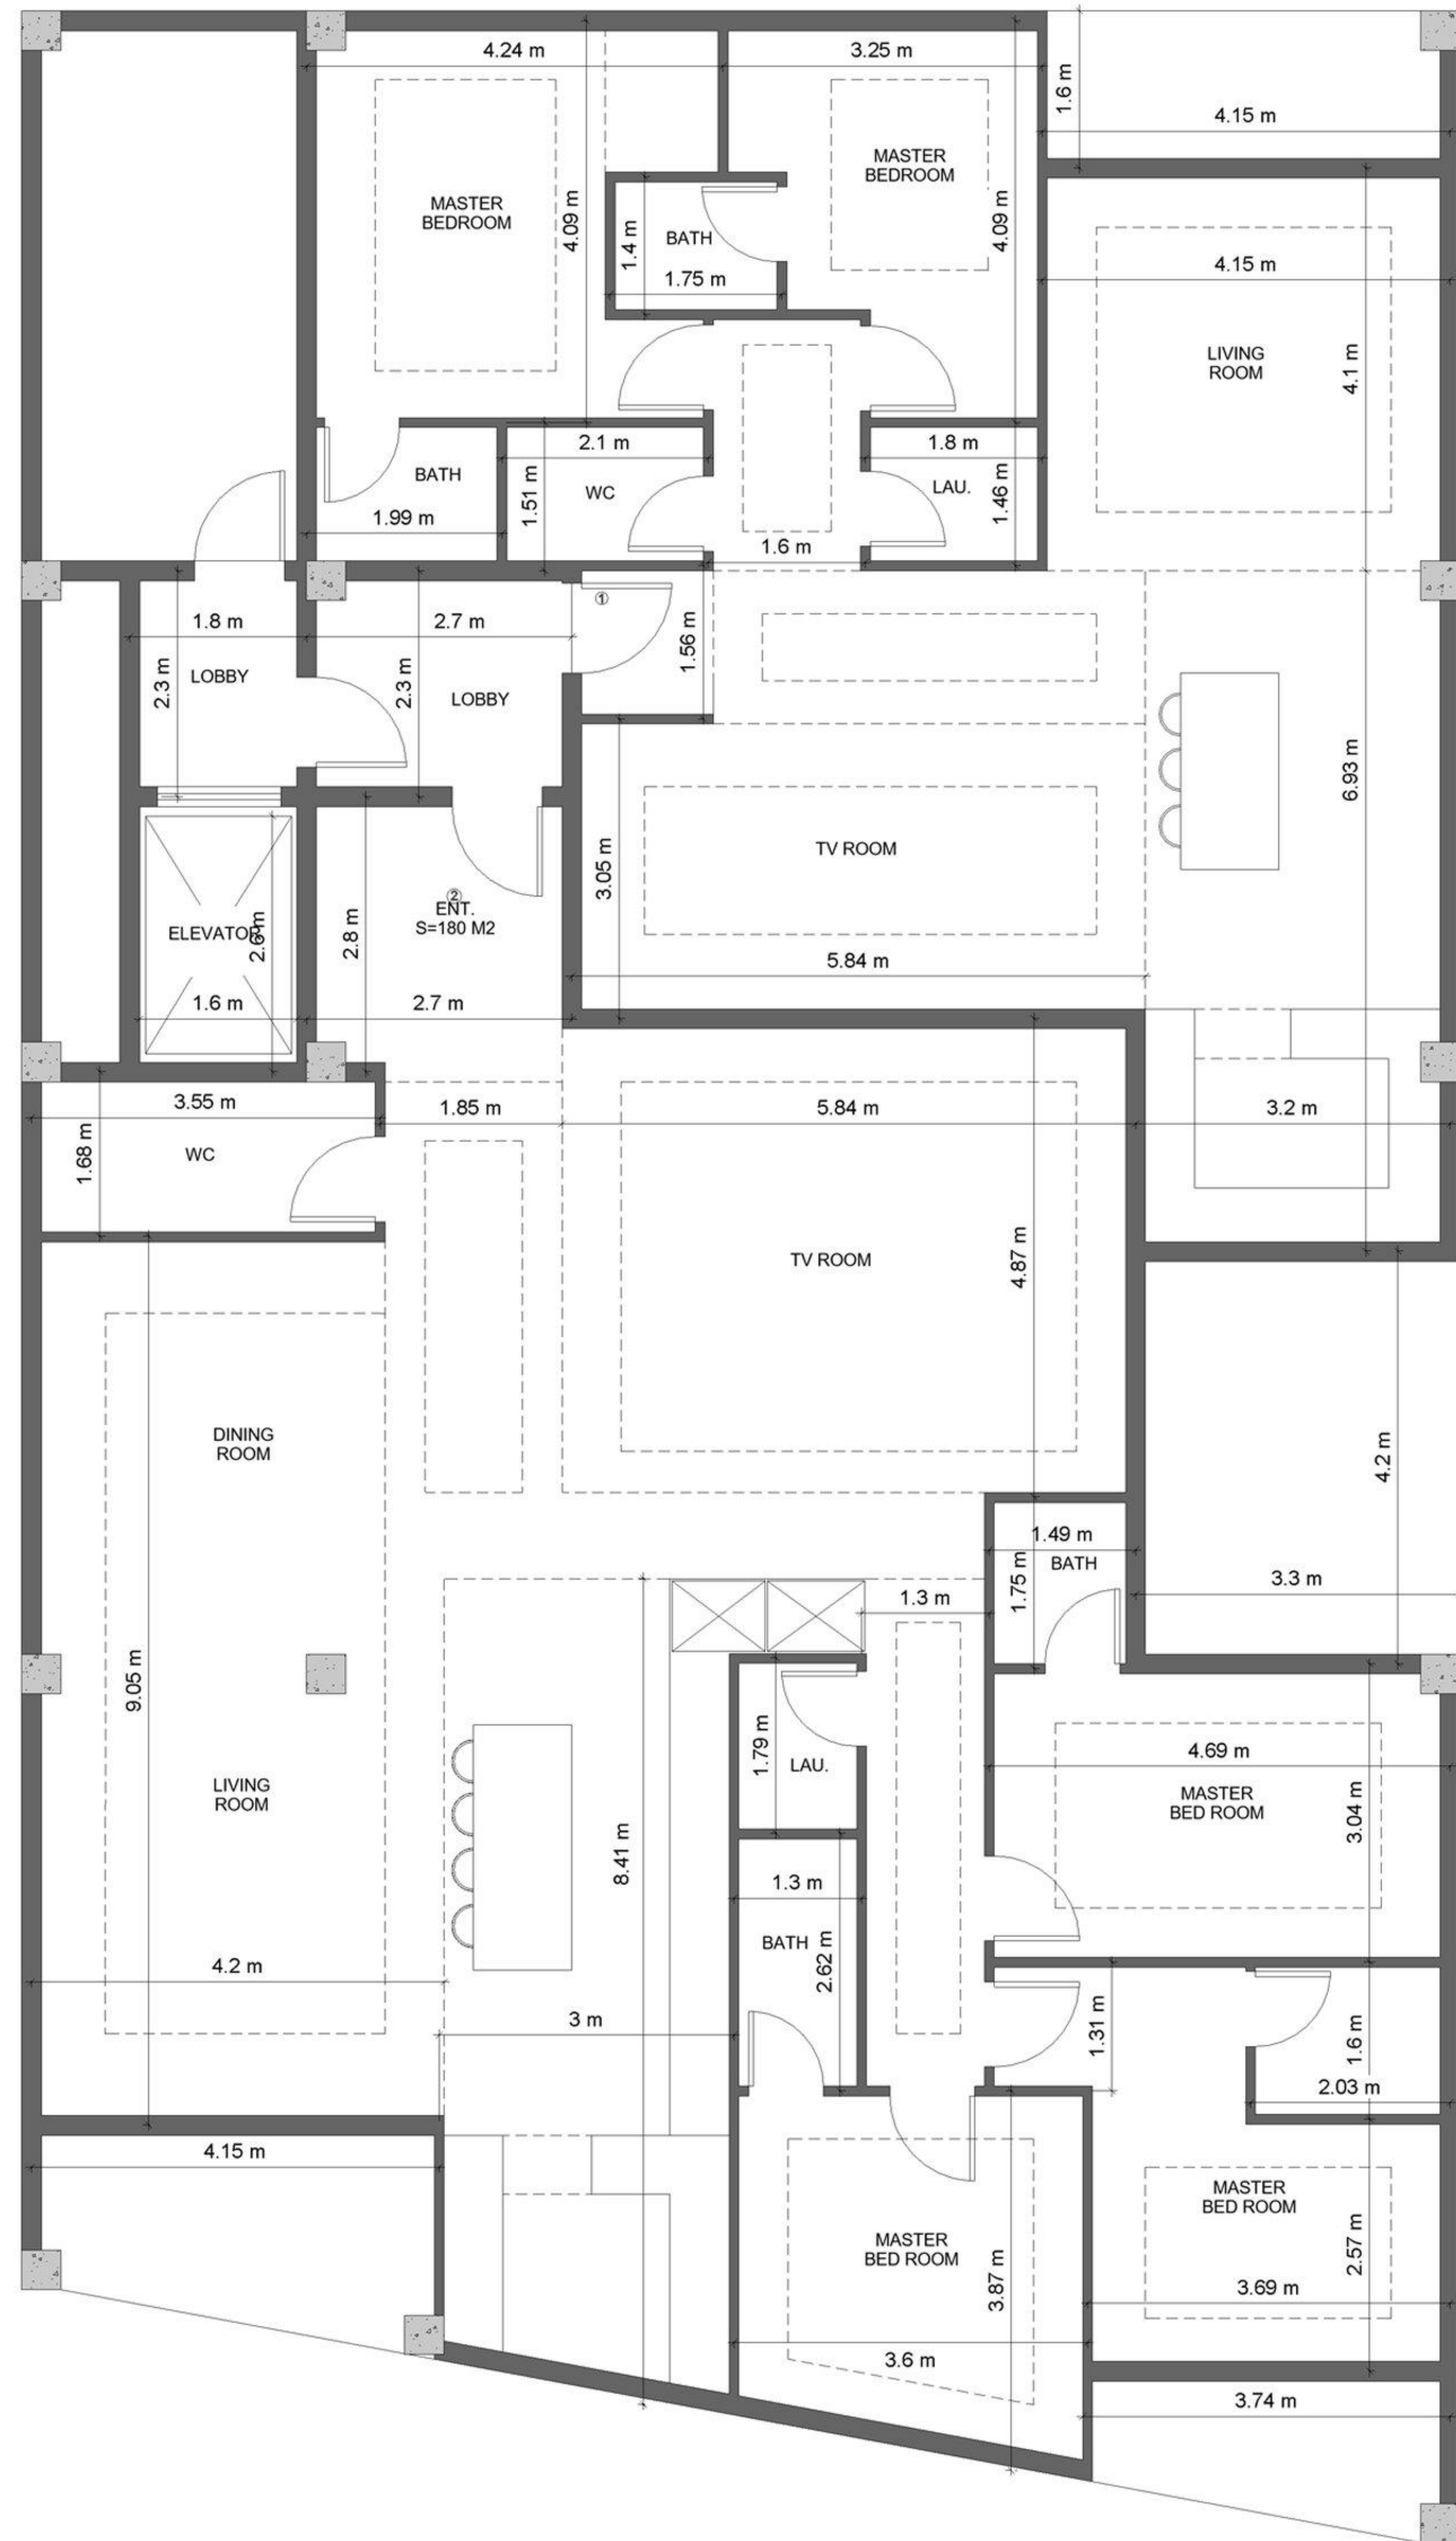 4.24 m
3.25 m
1.6 m
4.15 m
MASTER
BEDROOM
MASTER
BEDROOM
4.09 m
4.09 m
1.4 m
BATH
1.75 m
4.15 m
LIVING
ROOM
4.1 m
2.1 m
1.8 m
BATH
1.51 m
WC
LAU.
1.46 m
1.99 m
1.6 m
①
1.8 m
2.7 m
1.56 m
2.3 m
LOBBY
2.3 m
LOBBY
6.93 m
3.05 m
TV ROOM
②
ENT.
S=180 M2
ELEVATOR
2.6 m
2.8 m
5.84 m
1.6 m
2.7 m
3.55 m
1.85 m
5.84 m
3.2 m
1.68 m
WC
4.87 m
TV ROOM
DINING
ROOM
4.2 m
1.49 m
BATH
1.75 m
3.3 m
1.3 m
9.05 m
1.79 m
LAU.
4.69 m
LIVING
ROOM
MASTER
BED ROOM
3.04 m
8.41 m
1.3 m
BATH
2.62 m
4.2 m
3 m
1.31 m
1.6 m
2.03 m
4.15 m
MASTER
BED ROOM
MASTER
BED ROOM
2.57 m
3.87 m
3.69 m
3.6 m
3.74 m